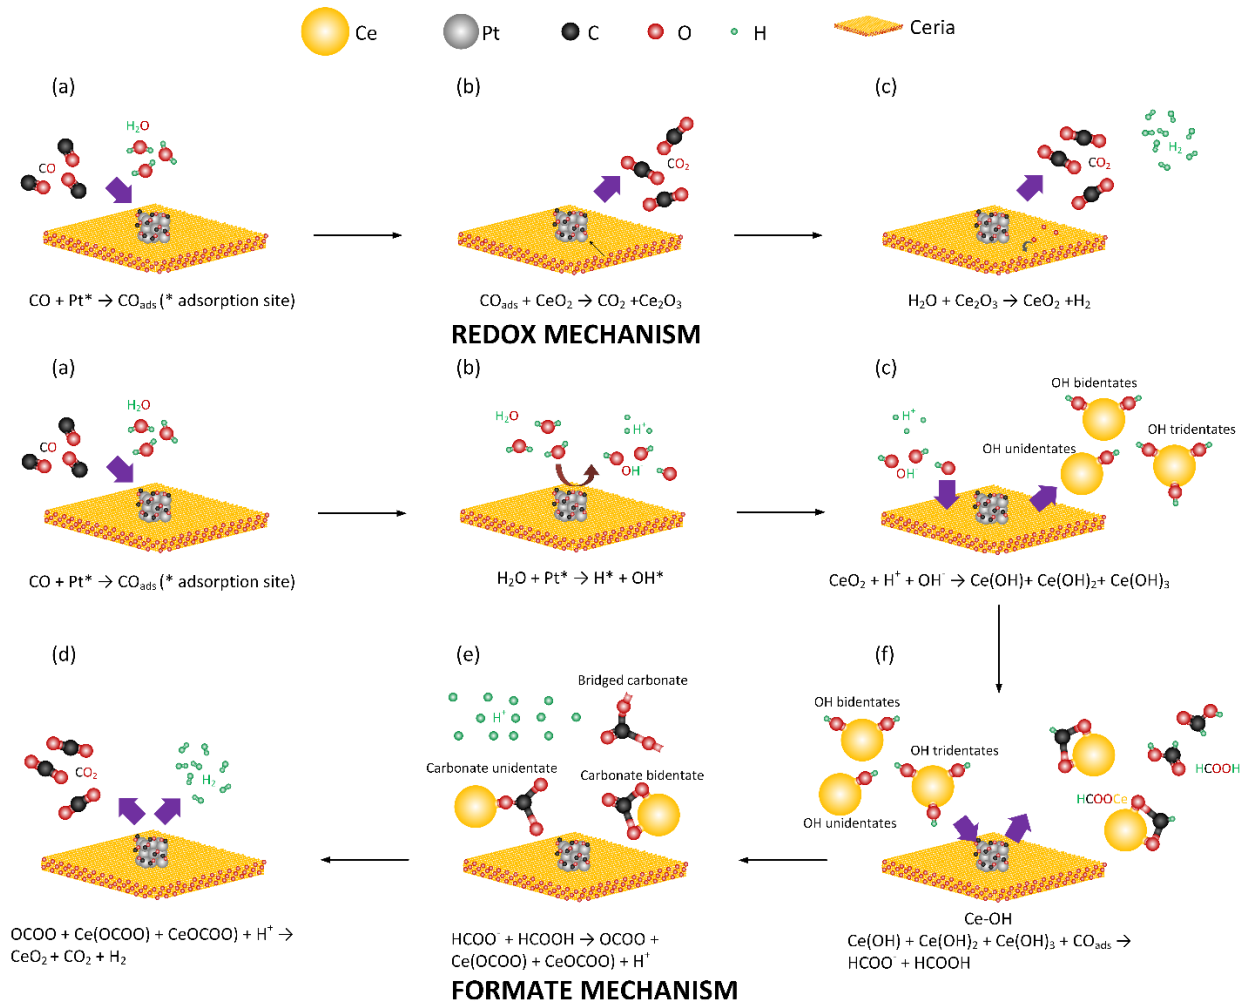 Ce Pt C O H Ceria
(a) (b) (c)
H₂O
CO
CO₂
CO₂
H₂
CO + Pt* → COads (* adsorption site)
COads + CeO₂ → CO₂ +Ce₂O₃
H₂O + Ce₂O₃ → CeO₂ +H₂
REDOX MECHANISM
(a) (b) (c)
H₂O
CO
H₂O
H⁺
OH
H⁺
OH
OH bidentates
OH tridentates
OH unidentates
CO + Pt* → COads (* adsorption site)
H₂O + Pt* → H* + OH*
CeO₂ + H⁺ + OH⁻ → Ce(OH)+ Ce(OH)₂ + Ce(OH)₃
(d) (e) (f)
CO₂
H₂
H⁺
Bridged carbonate
Carbonate unidentate
Carbonate bidentate
OH bidentates
OH tridentates
OH unidentates
HCOOH
HCOOCe
Ce-OH
OCOO + Ce(OCOO) + CeOCOO) + H⁺ →
CeO₂ + CO₂ + H₂
HCOO⁻ + HCOOH → OCOO +
Ce(OCOO) + CeOCOO) + H⁺
Ce(OH) + Ce(OH)₂ + Ce(OH)₃ + COads →
HCOO⁻ + HCOOH
FORMATE MECHANISM